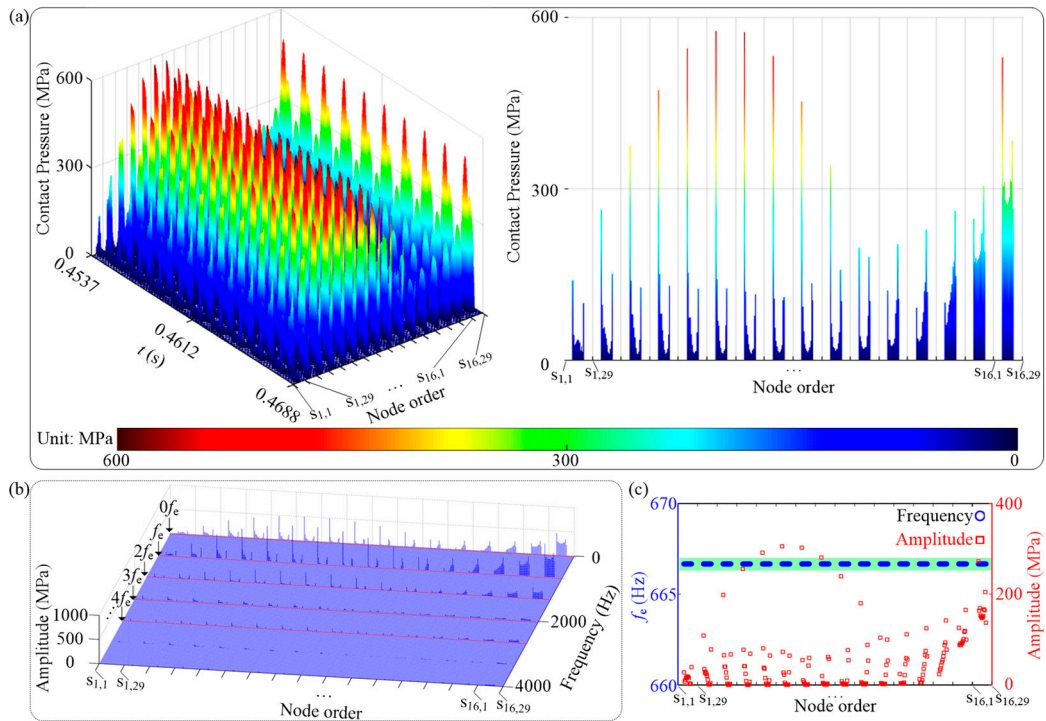 (a)
600
300
0
Contact Pressure (MPa)
0.4537
0.4612
0.4688
t (s)
s1,1
s1,29
...
s16,1
s16,29
Node order
600
300
0
Contact Pressure (MPa)
s1,1
s1,29
...
s16,1
s16,29
Node order
Unit: MPa
600
300
0
(b)
0fe
fe
2fe
3fe
4fe
...
1000
500
0
Amplitude (MPa)
s1,1
s1,29
...
s16,1
s16,29
Node order
0
2000
4000
Frequency (Hz)
(c)
670
665
660
fe (Hz)
Frequency
Amplitude
400
200
0
Amplitude (MPa)
s1,1
s1,29
...
s16,1
s16,29
Node order